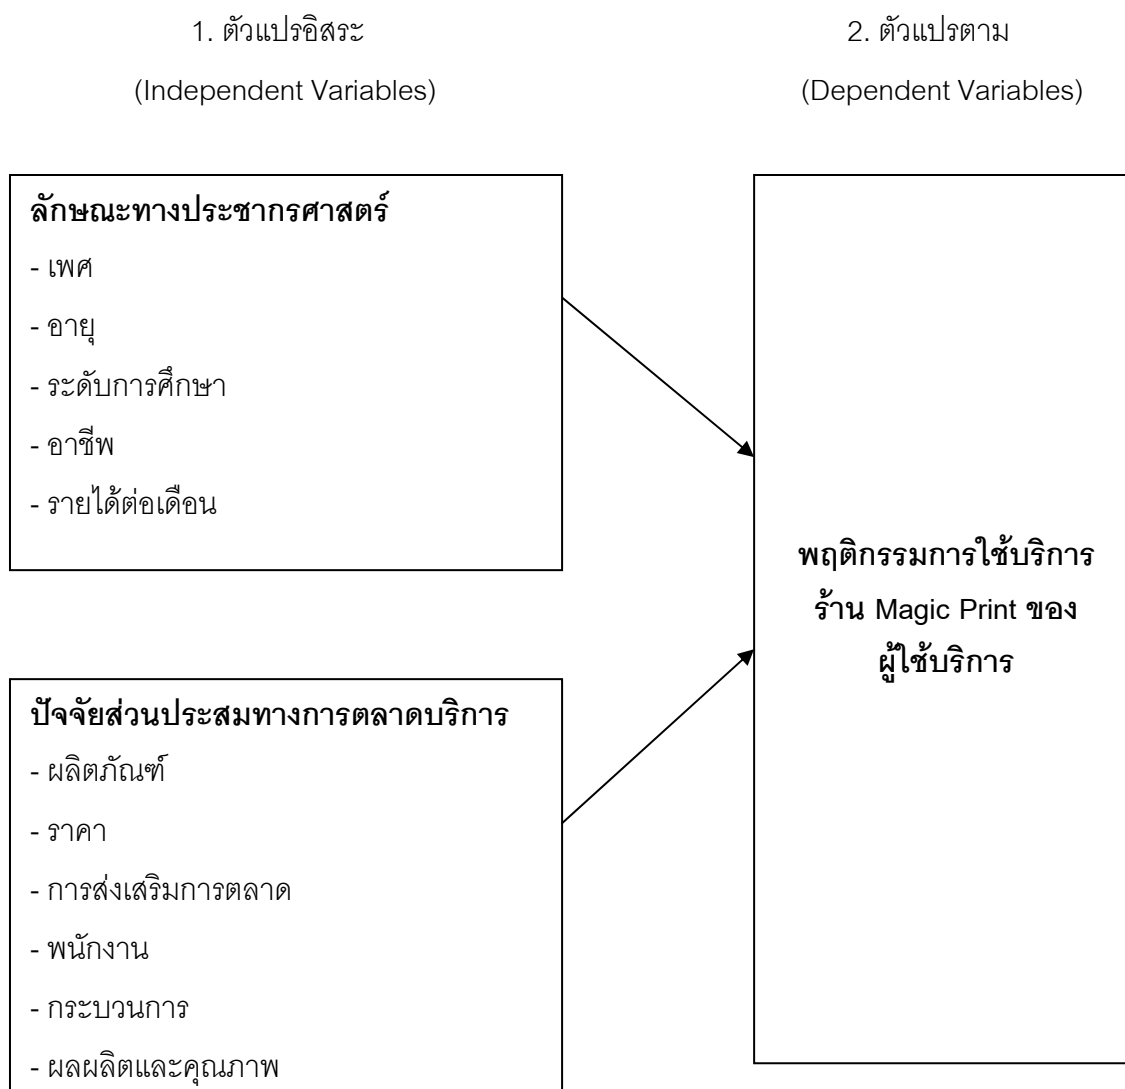 1. ตัวแปรอิสระ
(Independent Variables)
2. ตัวแปรตาม
(Dependent Variables)
ลักษณะทางประชากรศาสตร์
- เพศ
- อายุ
- ระดับการศึกษา
- อาชีพ
- รายได้ต่อเดือน
ปัจจัยส่วนประสมทางการตลาดบริการ
- ผลิตภัณฑ์
- ราคา
- การส่งเสริมการตลาด
- พนักงาน
- กระบวนการ
- ผลผลิตและคุณภาพ
พฤติกรรมการใช้บริการ
ร้าน Magic Print ของ
ผู้ใช้บริการ